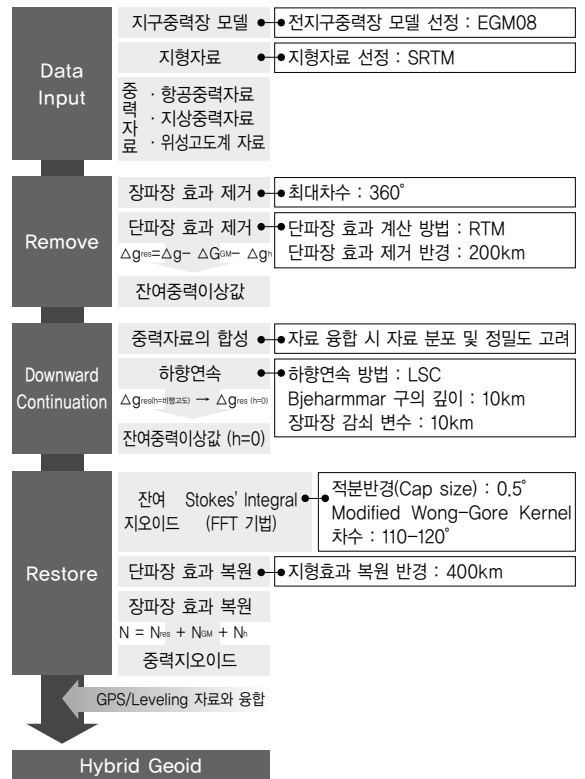 Data
Input
지구중력장 모델
전지구중력장 모델 선정 : EGM08
지형자료
지형자료 선정 : SRTM
중력자료
· 항공중력자료
· 지상중력자료
· 위성고도계 자료
Remove
장파장 효과 제거
최대차수 : 360°
단파장 효과 제거
단파장 효과 계산 방법 : RTM
단파장 효과 제거 반경 : 200km
△gres=△g- △GGM- △gh
잔여중력이상값
Downward
Continuation
중력자료의 합성
자료 융합 시 자료 분포 및 정밀도 고려
하향연속
하향연속 방법 : LSC
Bjeharmmar 구의 깊이 : 10km
장파장 감쇠 변수 : 10km
△gres(h=비행고도) → △gres (h=0)
잔여중력이상값 (h=0)
Restore
잔여 지오이드
Stokes' Integral
(FFT 기법)
적분반경(Cap size) : 0.5°
Modified Wong-Gore Kernel
차수 : 110-120°
단파장 효과 복원
지형효과 복원 반경 : 400km
장파장 효과 복원
N = Nres + NGM + Nh
중력지오이드
GPS/Leveling 자료와 융합
Hybrid Geoid